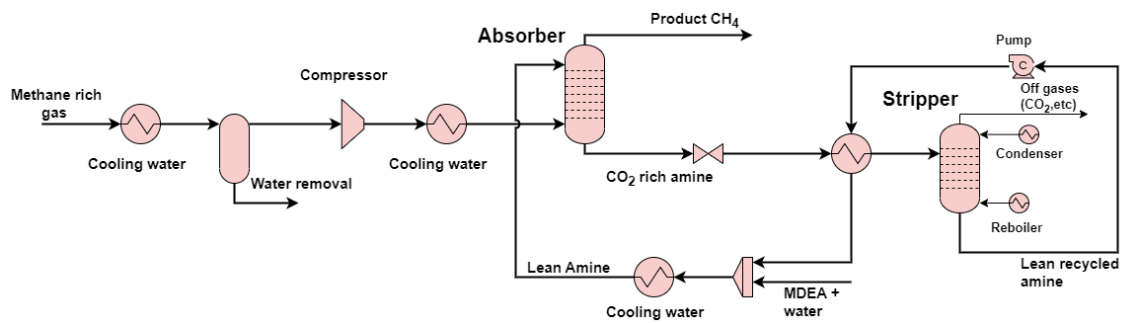 Product CH4
Absorber
Pump
C
Compressor
Off gases
(CO2,etc)
Methane rich
gas
Stripper
Cooling water
Cooling water
Condenser
CO2 rich amine
Water removal
Reboiler
Lean Amine
Lean recycled
amine
MDEA +
water
Cooling water